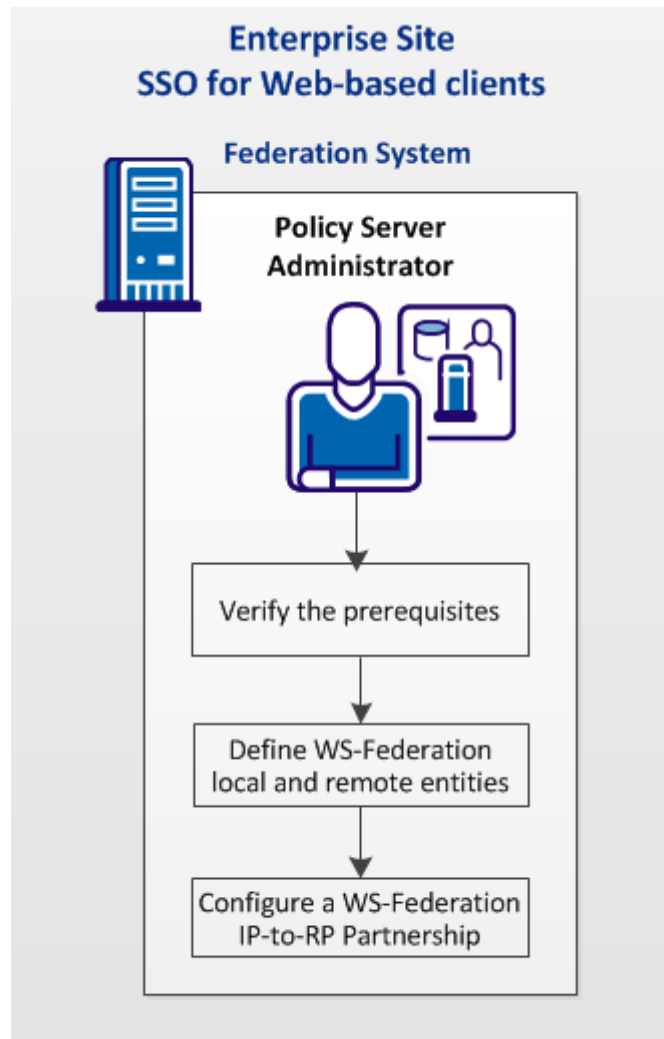 Enterprise Site
SSO for Web-based clients
Federation System
Policy Server
Administrator
Verify the prerequisites
Define WS-Federation
local and remote entities
Configure a WS-Federation
IP-to-RP Partnership